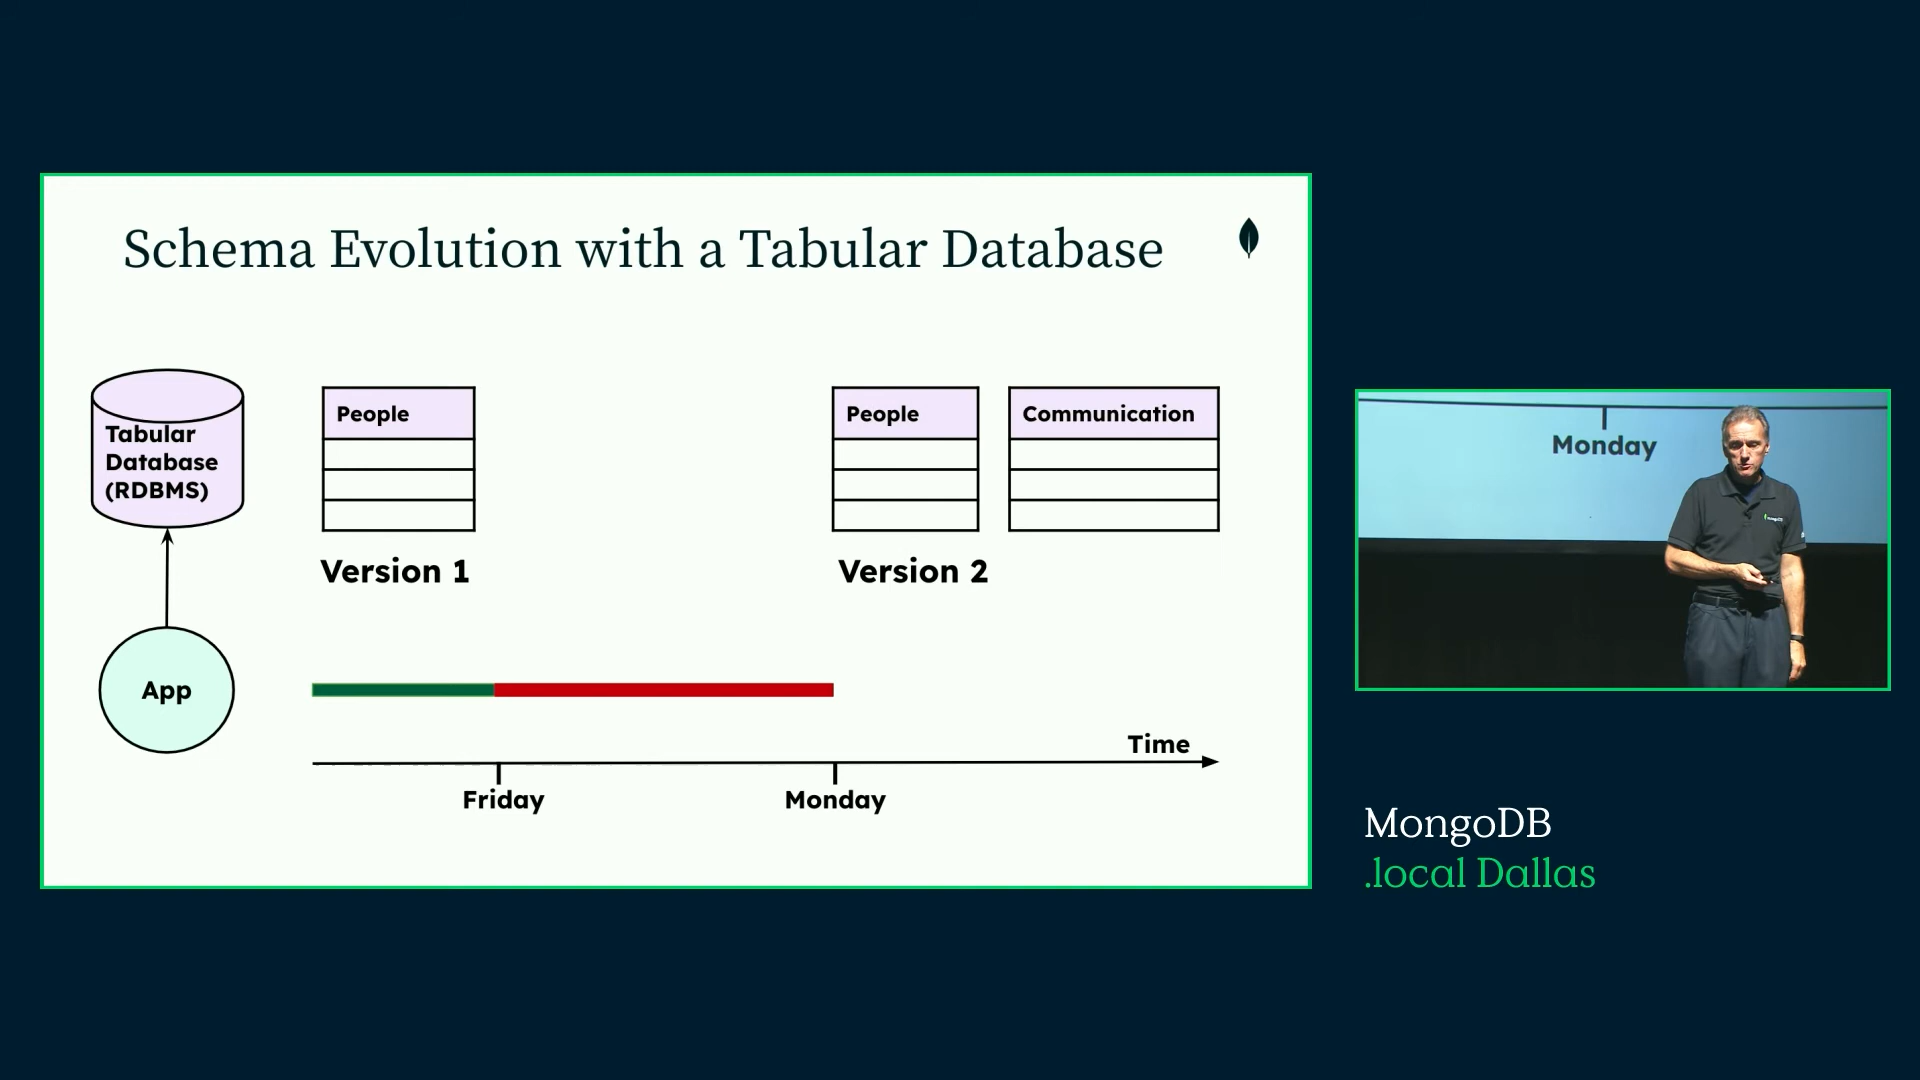 Schema Evolution with a Tabular Database
Tabular
Database
(RDBMS)
People
People
Communication
Version 1
Version 2
App
Time
Friday
Monday
Monday
mongoDB
MongoDB
.local Dallas